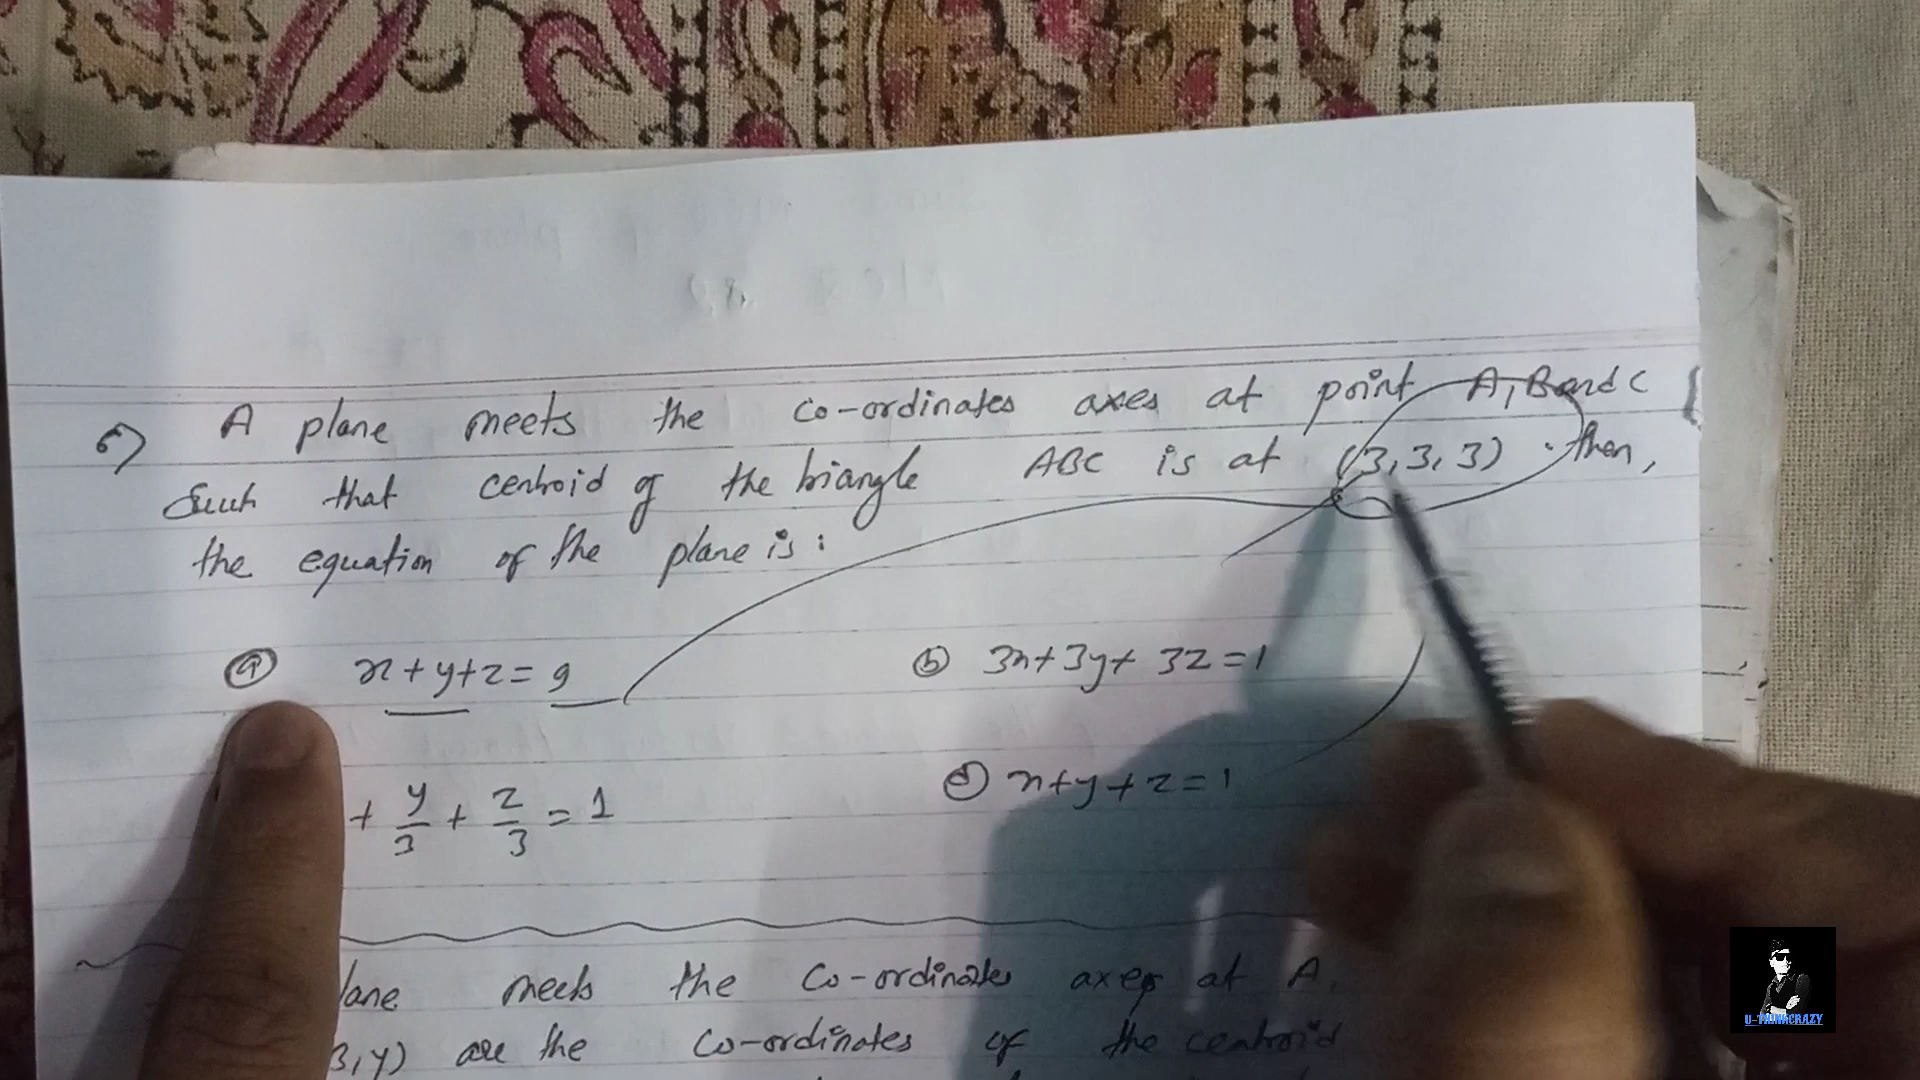 6) A plane meets the co-ordinates axes at point A, B and C
Such that centroid of the triangle ABC is at (3, 3, 3) . then,
the equation of the plane is :
(a) x + y + z = 9
(b) 3x + 3y + 3z = 1
+ y/3 + z/3 = 1
(d) x + y + z = 1
lane meets the Co-ordinates axes at A,
3, y) are the Co-ordinates of the centroid
U-THINKCRAZY